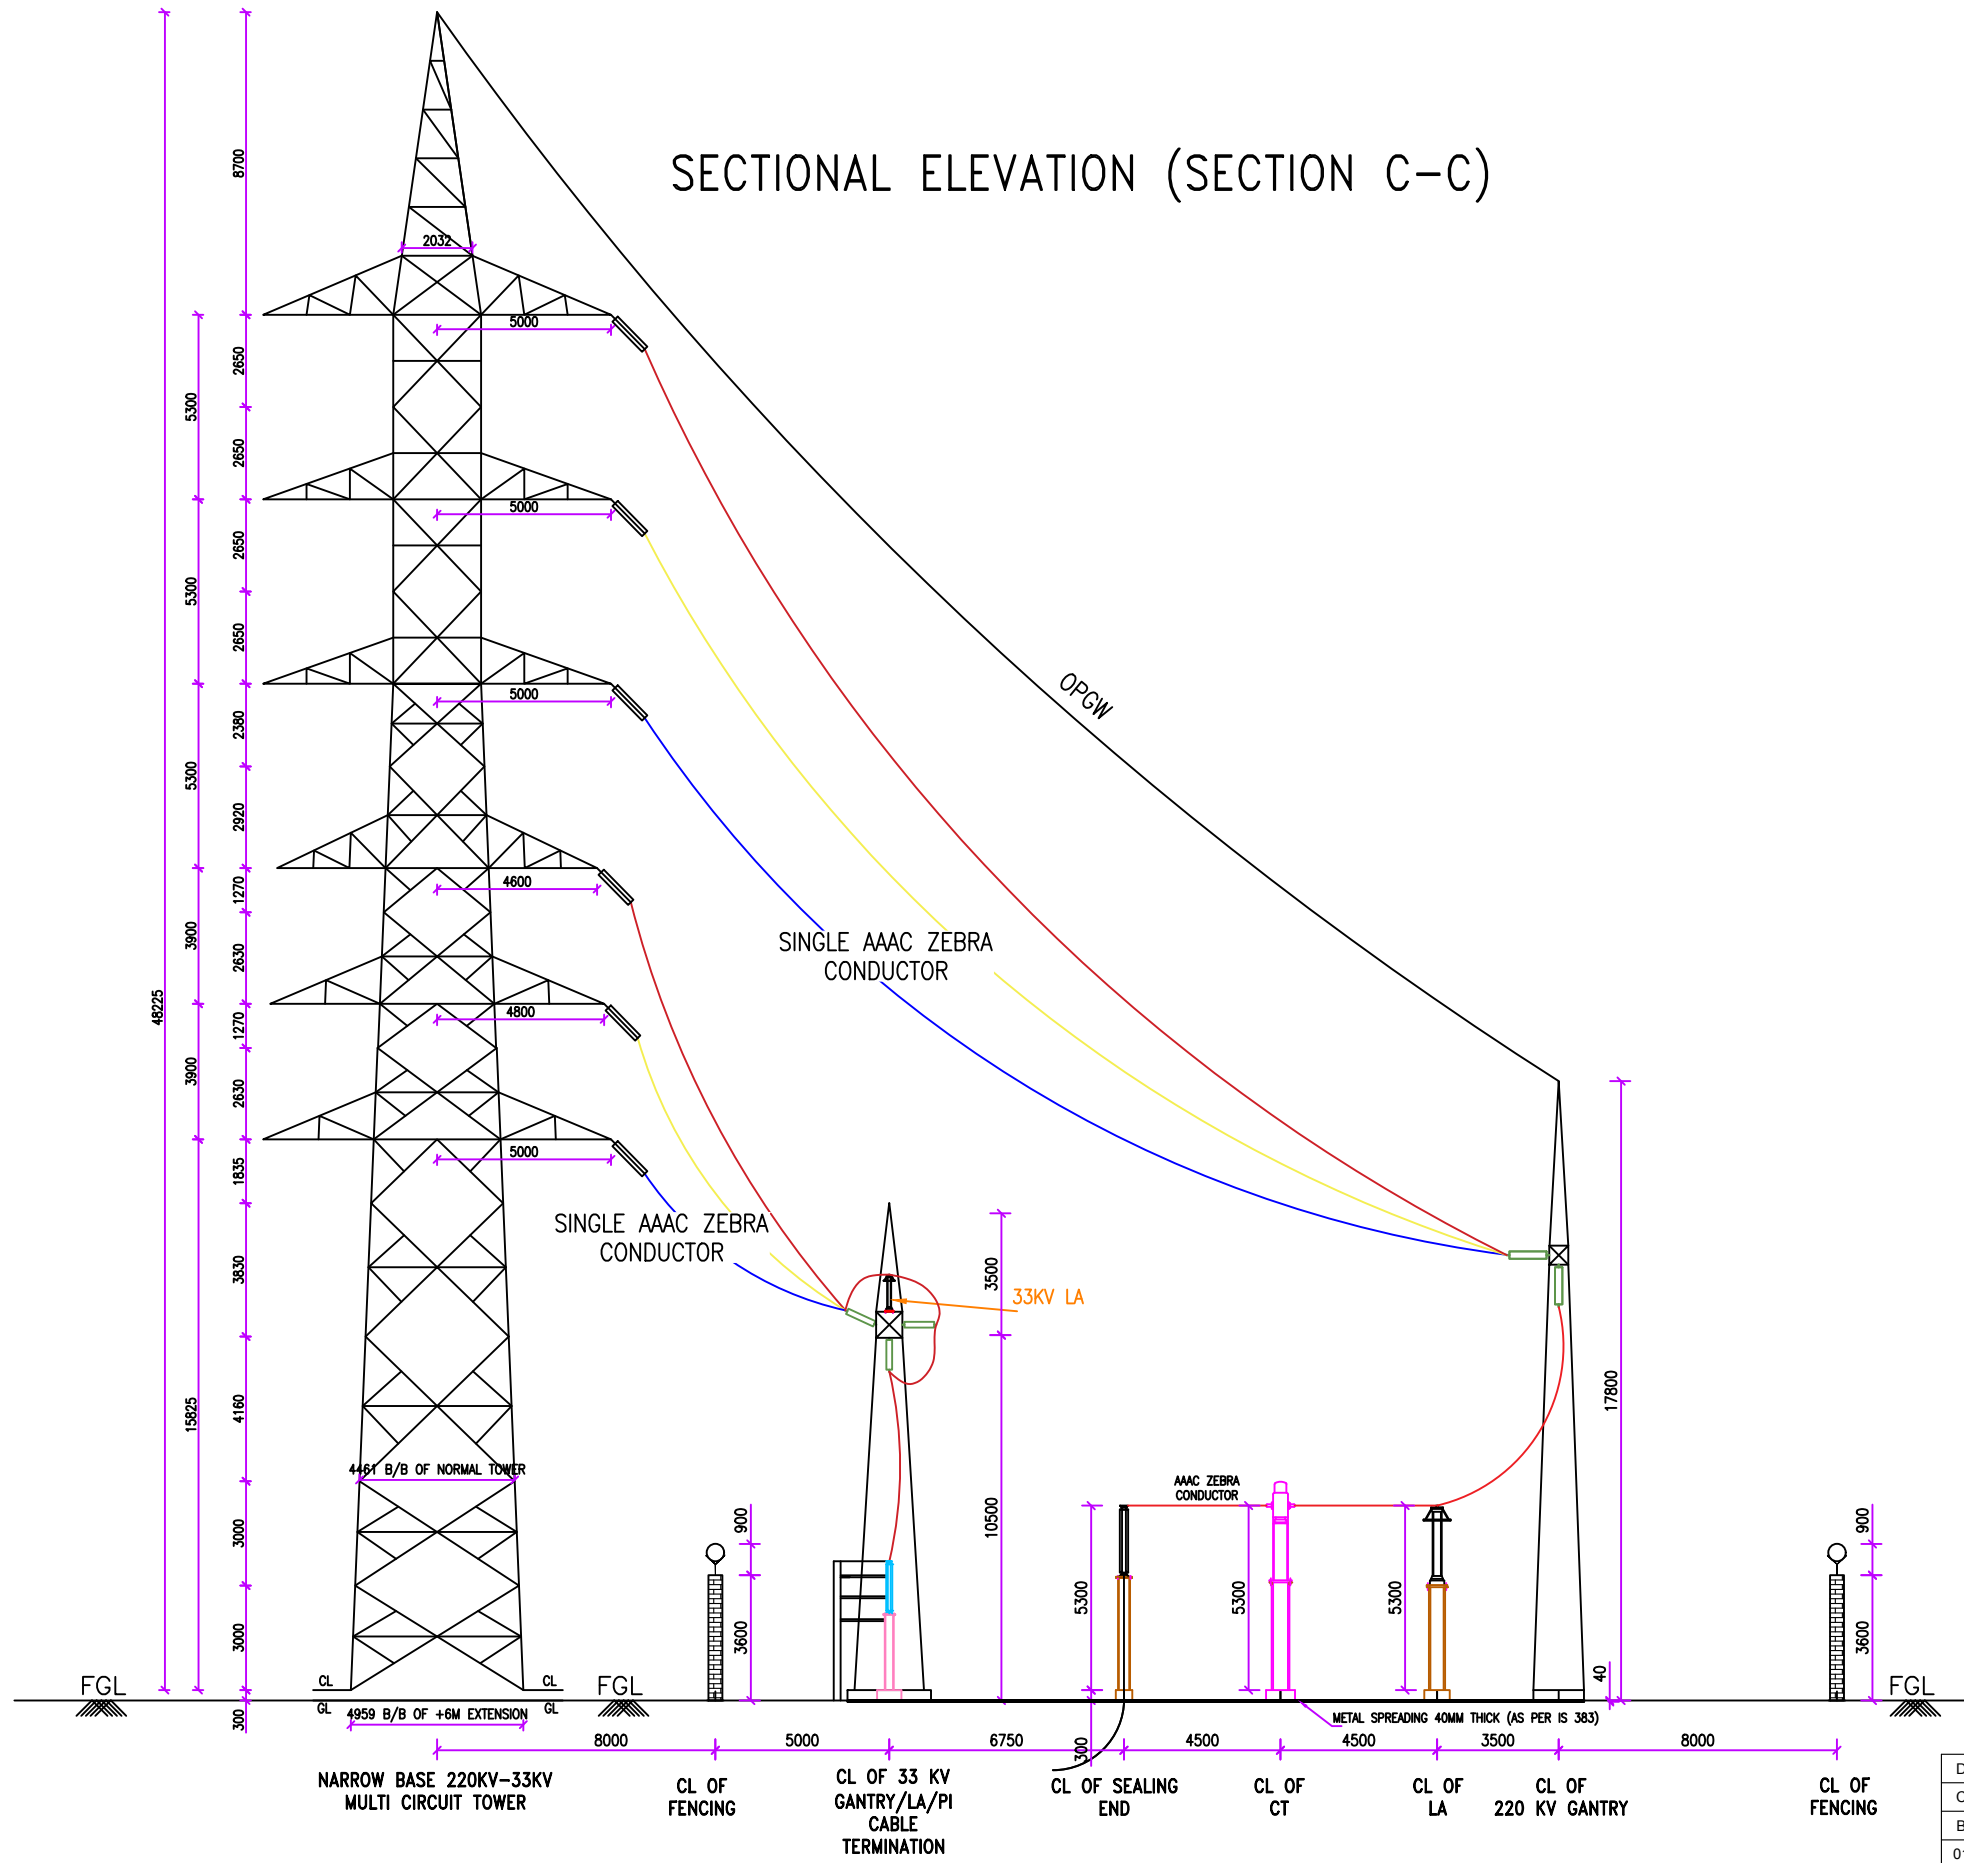 SECTIONAL ELEVATION (SECTION C-C)
8700
2032
5000
2650
5300
2650
5000
2650
5300
2650
5000
2380
5300
2920
4600
1270
3900
2630
48225
4800
1270
3900
2630
5000
1835
3830
15825
4160
4461 B/B OF NORMAL TOWER
3000
3000
300
OPGW
SINGLE AAAC ZEBRA
CONDUCTOR
SINGLE AAAC ZEBRA
CONDUCTOR
3500
33KV LA
10500
17800
AAAC ZEBRA
CONDUCTOR
900
3600
5300
5300
5300
900
3600
40
FGL
CL
CL
FGL
FGL
GL
GL
4959 B/B OF +6M EXTENSION
METAL SPREADING 40MM THICK (AS PER IS 383)
8000
5000
6750
300
4500
4500
3500
8000
NARROW BASE 220KV-33KV
MULTI CIRCUIT TOWER
CL OF
FENCING
CL OF 33 KV
GANTRY/LA/PI
CABLE
TERMINATION
CL OF SEALING
END
CL OF
CT
CL OF
LA
CL OF
220 KV GANTRY
CL OF
FENCING